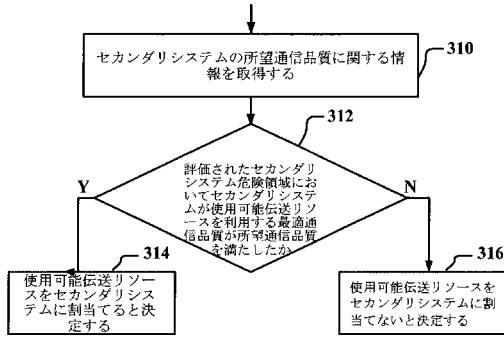 セカンダリシステムの所望通信品質に関する情
報を取得する
310
312
評価されたセカンダリ
システム危険領域にお
いてセカンダリシステ
ムが使用可能伝送リソ
ースを利用する最適通
信品質が所望通信品質
を満たしたか
Y
N
314
使用可能伝送リソー
スをセカンダリシス
テムに割当てると決
定する
316
使用可能伝送リソースを
セカンダリシステムに割
当てないと決定する